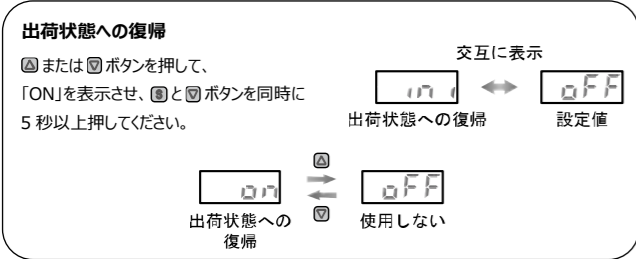 出荷状態への復帰
△または▽ボタンを押して、
「ON」を表示させ、Ⓢと▽ボタンを同時に
5 秒以上押してください。
交互に表示
ini
oFF
出荷状態への復帰
設定値
on
oFF
出荷状態への
復帰
使用しない